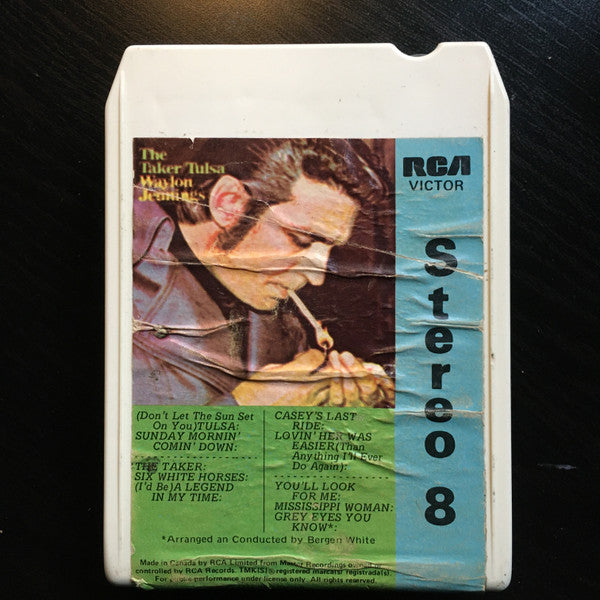 The
Taker Tulsa
Waylon
Jennings
RCA
VICTOR
Stereo 8
(Don't Let The Sun Set
On You)TULSA:
SUNDAY MORNIN'
COMIN' DOWN:
THE TAKER:
SIX WHITE HORSES:
(I'd Be)A LEGEND
IN MY TIME:
CASEY'S LAST
RIDE:
LOVIN' HER WAS
EASIER(Than
Anything I'll Ever
Do Again):
YOU'LL LOOK
FOR ME:
MISSISSIPPI WOMAN:
GREY EYES YOU
KNOW*:
*Arranged an Conducted by Bergen White
Made in Canada by RCA Limited from Master Recordings owned or
controlled by RCA Records. TMK(S)® registered marca(s) registrada(s).
For public performance under license only. All rights reserved.